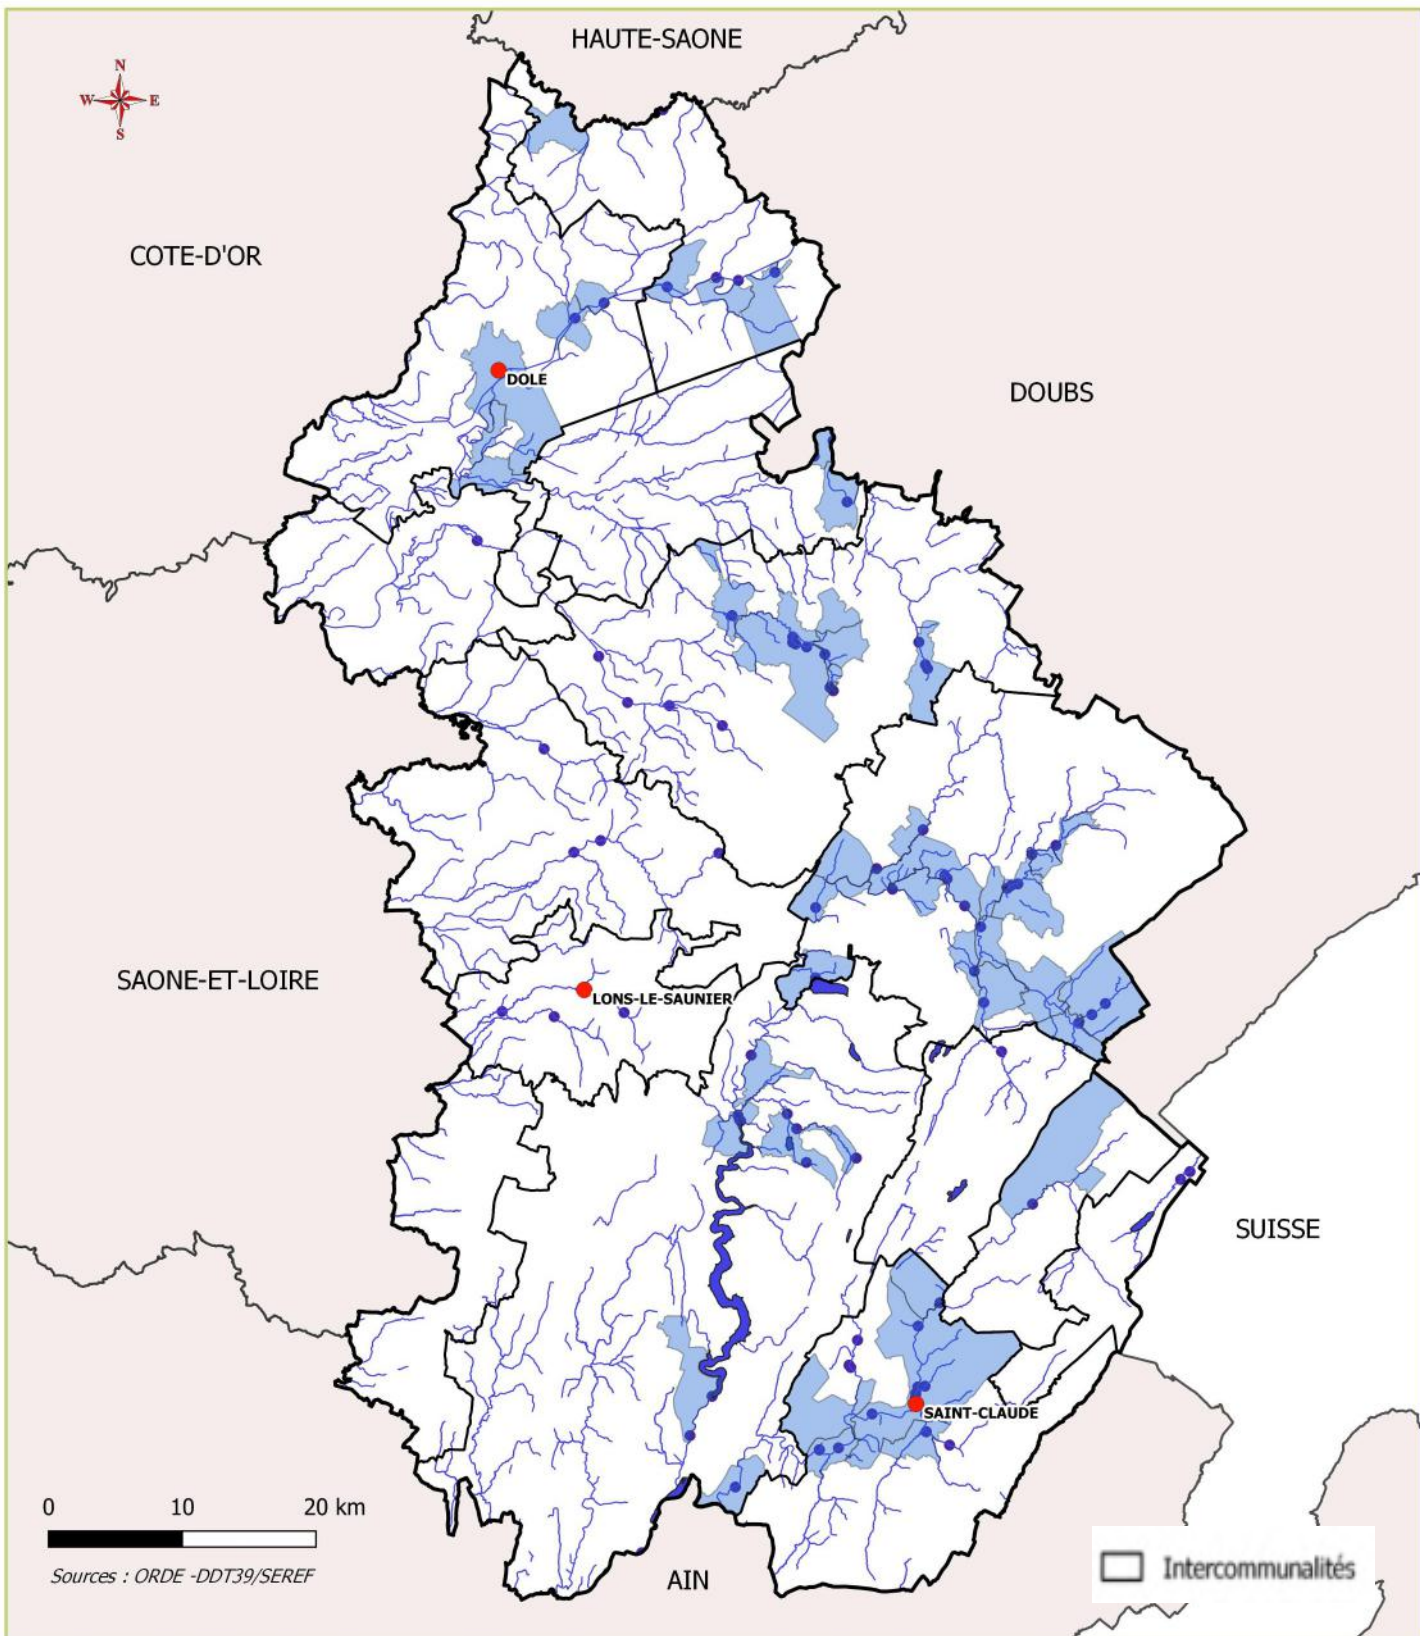 HAUTE-SAONE
N
W E
S
COTE-D'OR
DOLE
DOUBS
SAONE-ET-LOIRE
LONS-LE-SAUNIER
SUISSE
SAINT-CLAUDE
0 10 20 km
Sources : ORDE -DDT39/SEREF
AIN
Intercommunalités